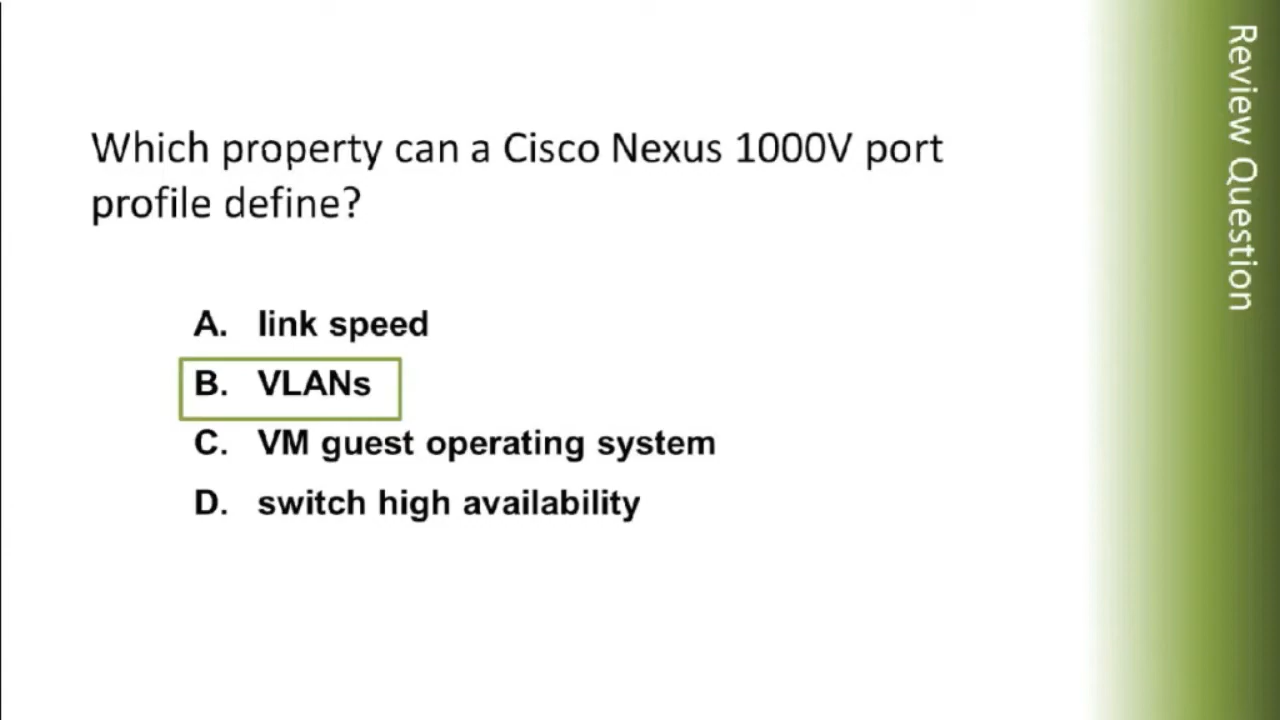 Which property can a Cisco Nexus 1000V port
profile define?
A. link speed
B. VLANs
C. VM guest operating system
D. switch high availability
Review Question